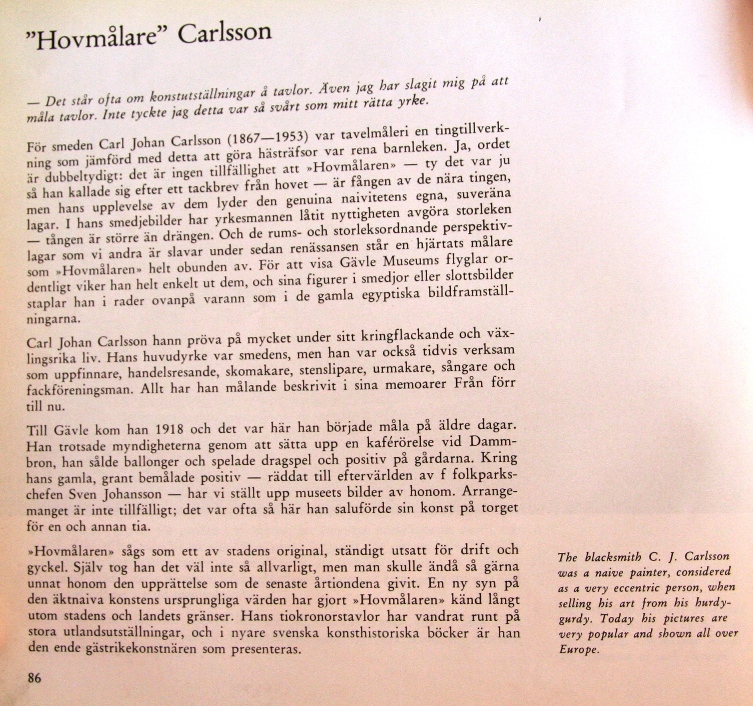 ”Hovmålare” Carlsson
— Det står ofta om konstutställningar å tavlor. Även jag har slagit mig på att
måla tavlor. Inte tyckte jag detta var så svårt som mitt rätta yrke.
För smeden Carl Johan Carlsson (1867—1953) var tavelmåleri en tingtillverk-
ning som jämförd med detta att göra hästräfsor var rena barnleken. Ja, ordet
är dubbeltydigt: det är ingen tillfällighet att »Hovmålaren» — ty det var ju
så han kallade sig efter ett tackbrev från hovet — är fången av de nära tingen,
men hans upplevelse av dem lyder den genuina naivitetens egna, suveräna
lagar. I hans smedjebilder har yrkesmannen låtit nyttigheten avgöra storleken
— tången är större än drängen. Och de rums- och storleksordnande perspektiv-
lagar som vi andra är slavar under sedan renässansen står en hjärtats målare
som »Hovmålaren» helt obunden av. För att visa Gävle Museums flyglar or-
dentligt viker han helt enkelt ut dem, och sina figurer i smedjor eller slottsbilder
staplar han i rader ovanpå varann som i de gamla egyptiska bildframställ-
ningarna.
Carl Johan Carlsson hann pröva på mycket under sitt kringflackande och väx-
lingsrika liv. Hans huvudyrke var smedens, men han var också tidvis verksam
som uppfinnare, handelsresande, skomakare, stenslipare, urmakare, sångare och
fackföreningsman. Allt har han målande beskrivit i sina memoarer Från förr
till nu.
Till Gävle kom han 1918 och det var här han började måla på äldre dagar.
Han trotsade myndigheterna genom att sätta upp en kaférörelse vid Damm-
bron, han sålde ballonger och spelade dragspel och positiv på gårdarna. Kring
hans gamla, grant bemålade positiv — räddat till eftervärlden av f folkparks-
chefen Sven Johansson — har vi ställt upp museets bilder av honom. Arrange-
manget är inte tillfälligt; det var ofta så här han saluförde sin konst på torget
för en och annan tia.
»Hovmålaren» sågs som ett av stadens original, ständigt utsatt för drift och
gyckel. Själv tog han det väl inte så allvarligt, men man skulle ändå så gärna
unnat honom den upprättelse som de senaste årtiondena givit. En ny syn på
den äktnaiva konstens ursprungliga värden har gjort »Hovmålaren» känd långt
utom stadens och landets gränser. Hans tiokronorstavlor har vandrat runt på
stora utlandsutställningar, och i nyare svenska konsthistoriska böcker är han
den ende gästrikekonstnären som presenteras.
The blacksmith C. J. Carlsson
was a naive painter, considered
as a very eccentric person, when
selling his art from his hurdy-
gurdy. Today his pictures are
very popular and shown all over
Europe.
86